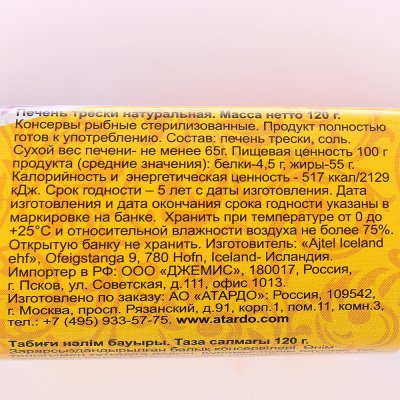 Печень трески натуральная. Масса нетто 120 г.
Консервы рыбные стерилизованные. Продукт полностью
готов к употреблению. Состав: печень трески, соль.
Сухой вес печени- не менее 65г. Пищевая ценность 100 г
продукта (средние значения): белки-4,5 г, жиры-55 г.
Калорийность и энергетическая ценность - 517 ккал/2129
кДж. Срок годности – 5 лет с даты изготовления. Дата
изготовления и дата окончания срока годности указаны в
маркировке на банке. Хранить при температуре от 0 до
+25°С и относительной влажности воздуха не более 75%.
Открытую банку не хранить. Изготовитель: «Ajtel Iceland
ehf», Ofeigstanga 9, 780 Hofn, Iceland- Исландия.
Импортер в РФ: ООО «ДЖЕМИС», 180017, Россия,
г. Псков, ул. Советская, д.111, офис 1013.
Изготовлено по заказу: АО «АТАРДО», Россия, 109542,
г. Москва, просп. Рязанский, д.91, корп.1, пом.11, комн.3,
тел.: +7 (495) 933-57-75. www.atardo.com
Табиғи нәлім бауыры. Таза салмағы 120 г.
Зарарсыздандырылған балық консервілері. Өнім